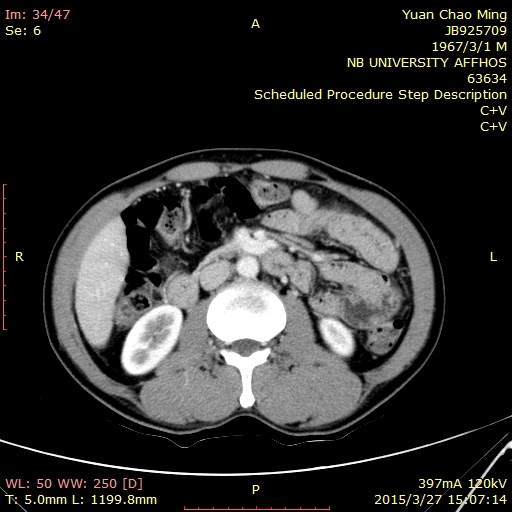 Im: 34/47
Se: 6
A
Yuan Chao Ming
JB925709
1967/3/1 M
NB UNIVERSITY AFFHOS
63634
Scheduled Procedure Step Description
C+V
C+V
R
L
WL: 50 WW: 250 [D]
T: 5.0mm L: 1199.8mm
P
397mA 120kV
2015/3/27 15:07:14